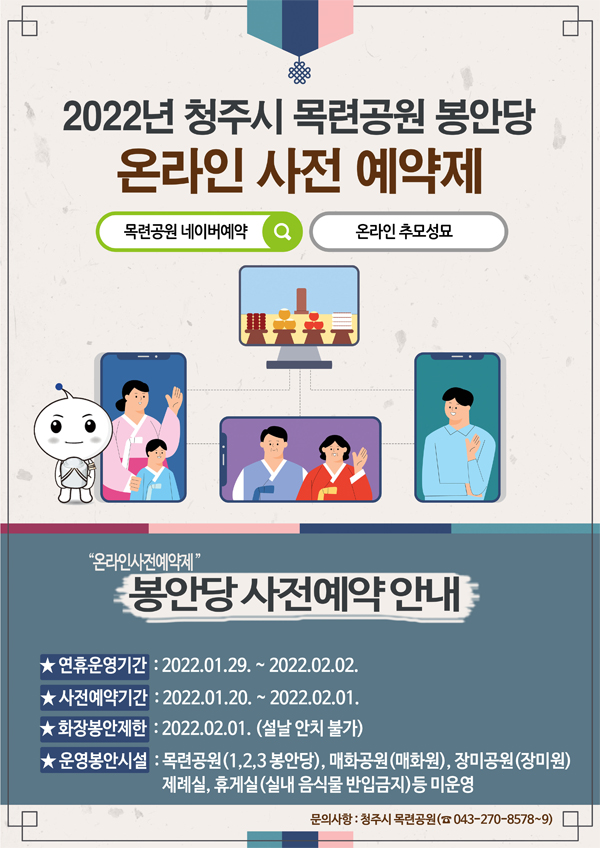 2022년 청주시 목련공원 봉안당
온라인 사전 예약제
목련공원 네이버예약
온라인 추모성묘
“온라인사전예약제”
봉안당 사전예약 안내
★ 연휴운영기간 : 2022.01.29. ~ 2022.02.02.
★ 사전예약기간 : 2022.01.20. ~ 2022.02.01.
★ 화장봉안제한 : 2022.02.01. (설날 안치 불가)
★ 운영봉안시설 : 목련공원(1,2,3 봉안당), 매화공원(매화원), 장미공원(장미원)
제례실, 휴게실(실내 음식물 반입금지)등 미운영
문의사항 : 청주시 목련공원(☎ 043-270-8578~9)